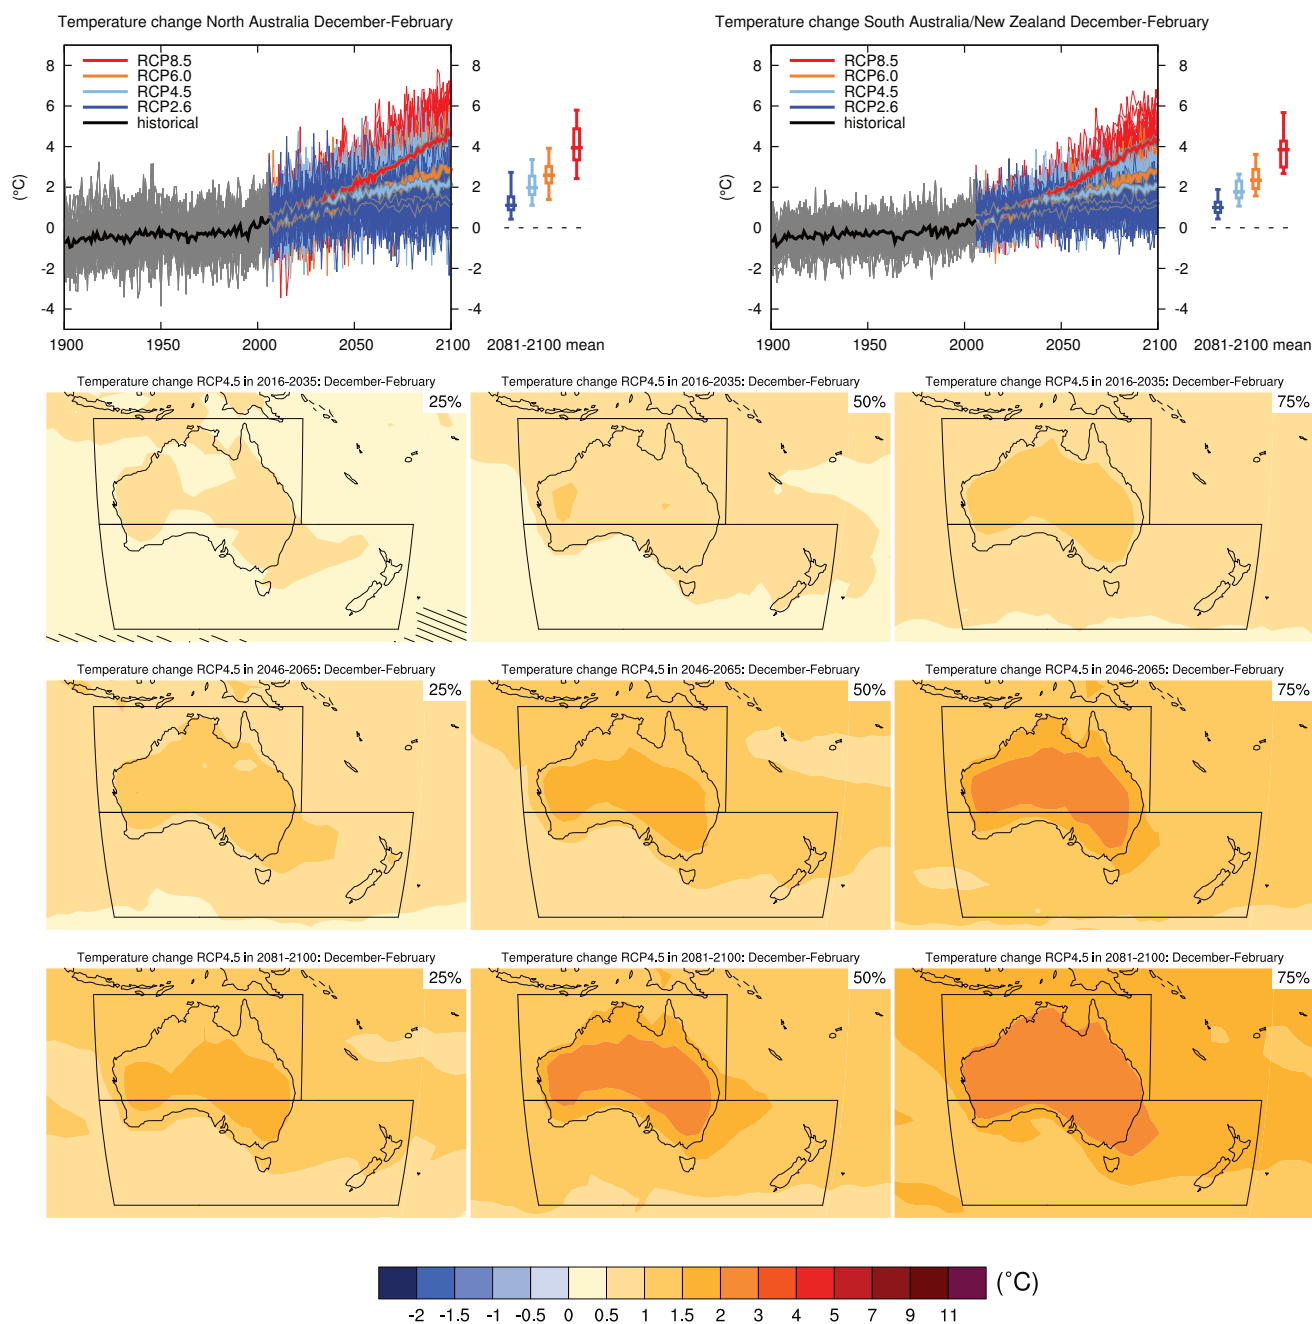 Temperature change North Australia December-February
(°C)
8
6
4
2
0
-2
-4
RCP8.5
RCP6.0
RCP4.5
RCP2.6
historical
8
6
4
2
0
-2
-4
1900 1950 2000 2050 2100
2081-2100 mean
Temperature change South Australia/New Zealand December-February
(°C)
8
6
4
2
0
-2
-4
RCP8.5
RCP6.0
RCP4.5
RCP2.6
historical
8
6
4
2
0
-2
-4
1900 1950 2000 2050 2100
2081-2100 mean
Temperature change RCP4.5 in 2016-2035: December-February
25%
Temperature change RCP4.5 in 2016-2035: December-February
50%
Temperature change RCP4.5 in 2016-2035: December-February
75%
Temperature change RCP4.5 in 2046-2065: December-February
25%
Temperature change RCP4.5 in 2046-2065: December-February
50%
Temperature change RCP4.5 in 2046-2065: December-February
75%
Temperature change RCP4.5 in 2081-2100: December-February
25%
Temperature change RCP4.5 in 2081-2100: December-February
50%
Temperature change RCP4.5 in 2081-2100: December-February
75%
(°C)
-2 -1.5 -1 -0.5 0 0.5 1 1.5 2 3 4 5 7 9 11